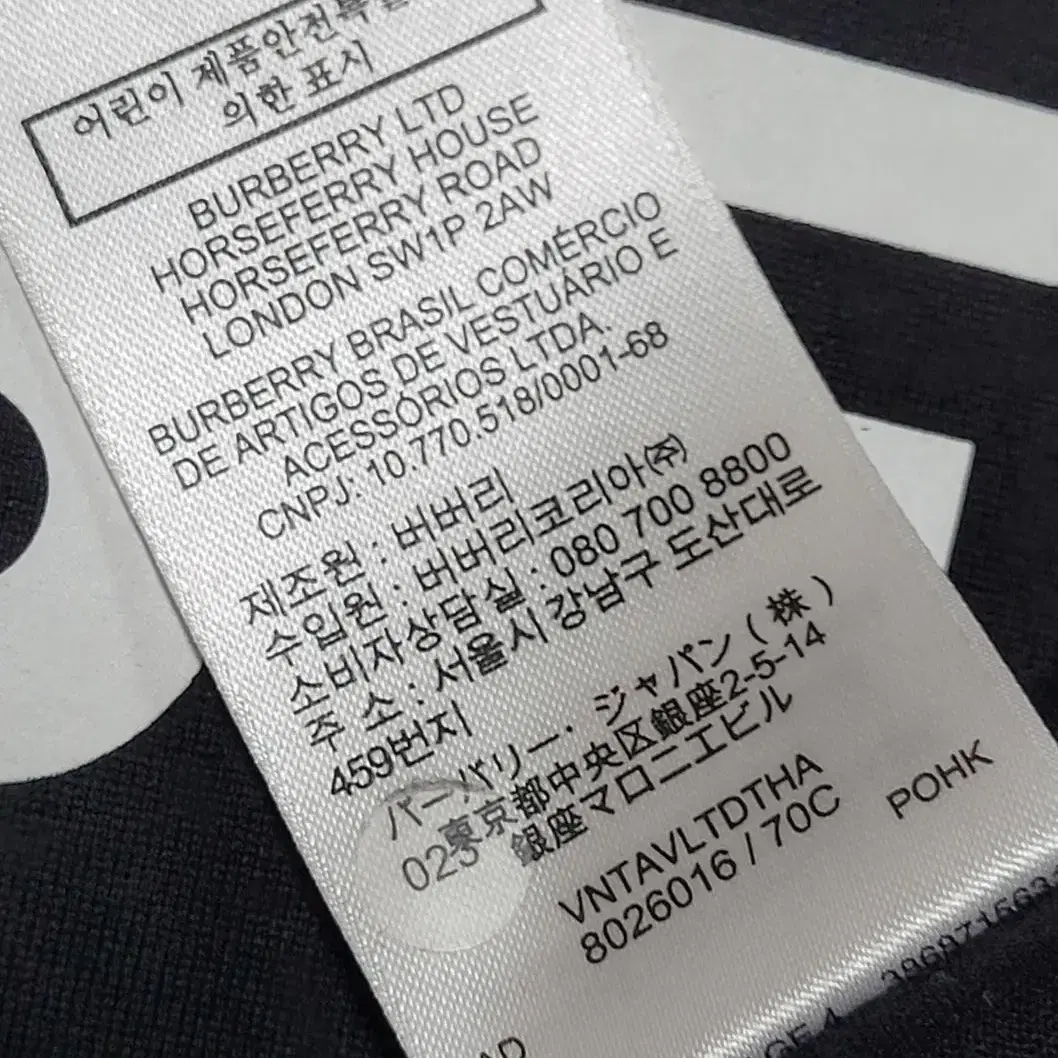 어린이 제품안전특별
의한 표시
BURBERRY LTD
HORSEFERRY HOUSE
HORSEFERRY ROAD
LONDON SW1P 2AW
BURBERRY BRASIL COMÉRCIO
DE ARTIGOS DE VESTUÁRIO E
ACESSÓRIOS LTDA.
CNPJ: 10.770.518/0001-68
제조원 : 버버리
수입원 : 버버리코리아㈜
소비자상담실 : 080 700 8800
주 소 : 서울시 강남구 도산대로
459번지
バーバリー・ジャパン(株)
東京都中央区銀座2-5-14
銀座マロニエビル
023
VNTAVLTDTHA
8026016 / 70C
POHK